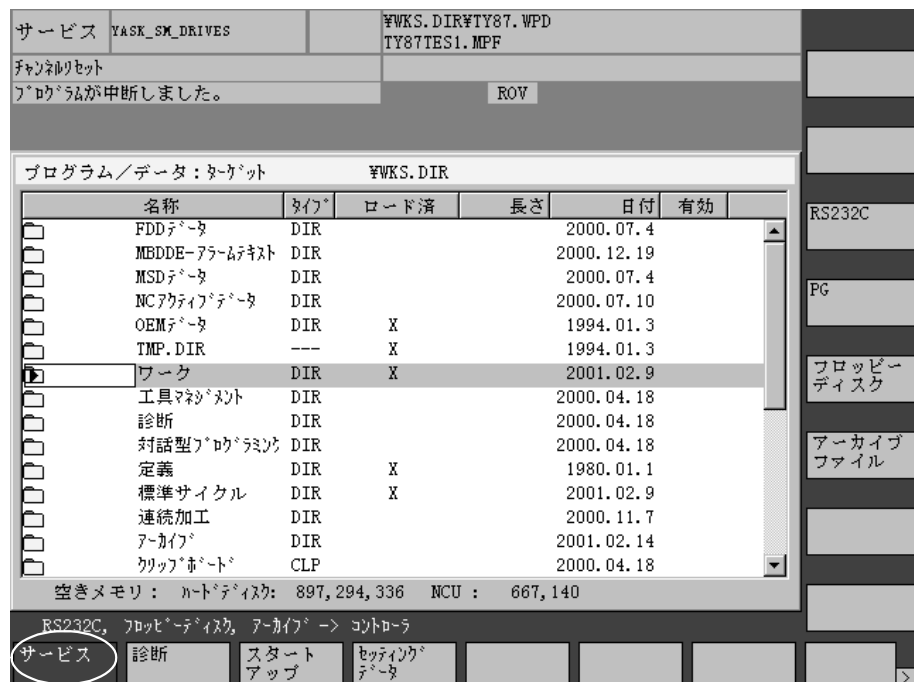 サービス YASK_SM_DRIVES ¥WKS.DIR¥TY87.WPD
TY87TES1.MPF
ﾁｬﾝﾈﾙﾘｾｯﾄ
ﾌﾟﾛｸﾞﾗﾑが中断しました。 ROV
プログラム／データ：ﾀｰｹﾞｯﾄ ¥WKS.DIR
名称 ﾀｲﾌﾟ ロード済 長さ 日付 有効
FDDﾃﾞｰﾀ DIR 2000.07.4
MBDDE-ｱﾗｰﾑﾃｷｽﾄ DIR 2000.12.19
MSDﾃﾞｰﾀ DIR 2000.07.4
NCｱｸﾃｨﾌﾞﾃﾞｰﾀ DIR 2000.07.10
OEMﾃﾞｰﾀ DIR X 1994.01.3
TMP.DIR --- X 1994.01.3
ワーク DIR X 2001.02.9
工具ﾏﾈｼﾞﾒﾝﾄ DIR 2000.04.18
診断 DIR 2000.04.18
対話型ﾌﾟﾛｸﾞﾗﾐﾝｸ DIR 2000.04.18
定義 DIR X 1980.01.1
標準サイクル DIR X 2001.02.9
連続加工 DIR 2000.11.7
ｱｰｶｲﾌﾞ DIR 2001.02.14
ｸﾘｯﾌﾟﾎﾞｰﾄﾞ CLP 2000.04.18
空きメモリ： ﾊｰﾄﾞﾃﾞｨｽｸ: 897,294,336 NCU : 667,140
RS232C, ﾌﾛｯﾋﾟｰﾃﾞｨｽｸ, ｱｰｶｲﾌﾞ -> ｺﾝﾄﾛｰﾗ
RS232C
PG
フロッピー
ディスク
アーカイブ
ファイル
サービス
診断
スタート
アップ
ｾｯﾃｨﾝｸﾞ
ﾃﾞｰﾀ
>